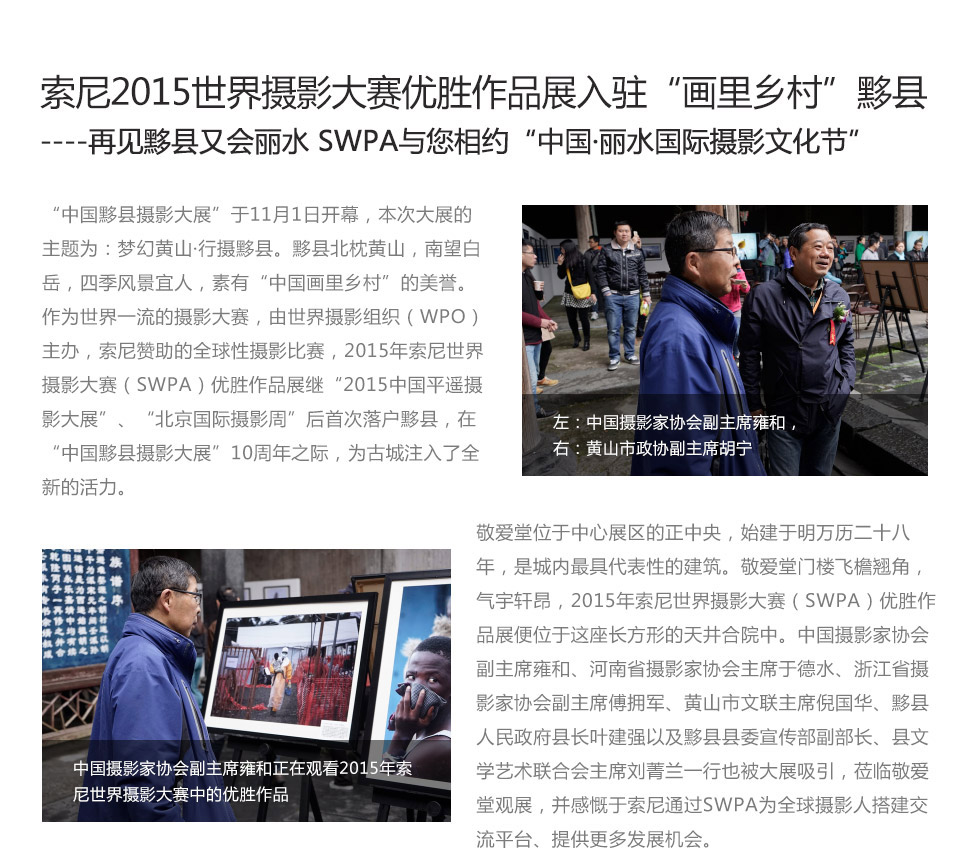 索尼2015世界摄影大赛优胜作品展入驻“画里乡村”黟县
----再见黟县又会丽水 SWPA与您相约“中国·丽水国际摄影文化节”
“中国黟县摄影大展”于11月1日开幕，本次大展的
主题为：梦幻黄山·行摄黟县。黟县北枕黄山，南望白
岳，四季风景宜人，素有“中国画里乡村”的美誉。
作为世界一流的摄影大赛，由世界摄影组织（WPO）
主办，索尼赞助的全球性摄影比赛，2015年索尼世界
摄影大赛（SWPA）优胜作品展继“2015中国平遥摄
影大展”、“北京国际摄影周”后首次落户黟县，在
“中国黟县摄影大展”10周年之际，为古城注入了全
新的活力。
左：中国摄影家协会副主席雍和，
右：黄山市政协副主席胡宁
族谱序
中国摄影家协会副主席雍和正在观看2015年索
尼世界摄影大赛中的优胜作品
敬爱堂位于中心展区的正中央，始建于明万历二十八
年，是城内最具代表性的建筑。敬爱堂门楼飞檐翘角，
气宇轩昂，2015年索尼世界摄影大赛（SWPA）优胜作
品展便位于这座长方形的天井合院中。中国摄影家协会
副主席雍和、河南省摄影家协会主席于德水、浙江省摄
影家协会副主席傅拥军、黄山市文联主席倪国华、黟县
人民政府县长叶建强以及黟县县委宣传部副部长、县文
学艺术联合会主席刘菁兰一行也被大展吸引，莅临敬爱
堂观展，并感慨于索尼通过SWPA为全球摄影人搭建交
流平台、提供更多发展机会。